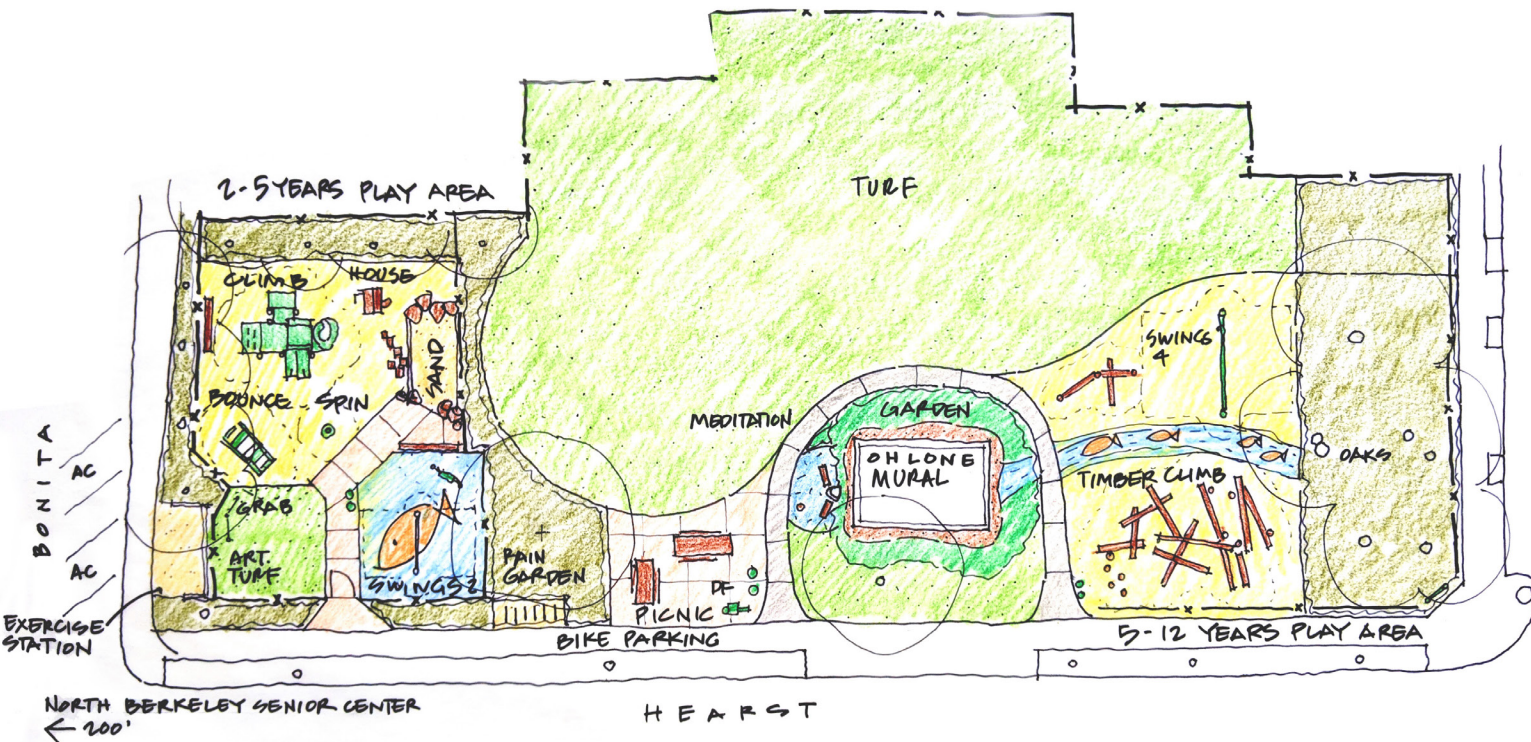 2-5 YEARS PLAY AREA
TURF
CLIMB
HOUSE
SAND
BOUNCE
SPIN
SWINGS
4
MEDITATION
GARDEN
OHLONE
MURAL
OAKS
TIMBER CLIMB
BONITA
AC
AC
GRAB
ART.
TURF
SWINGS 2
RAIN
GARDEN
DF
PICNIC
EXERCISE
STATION
BIKE PARKING
5-12 YEARS PLAY AREA
NORTH BERKELEY SENIOR CENTER
← 200'
HEARST